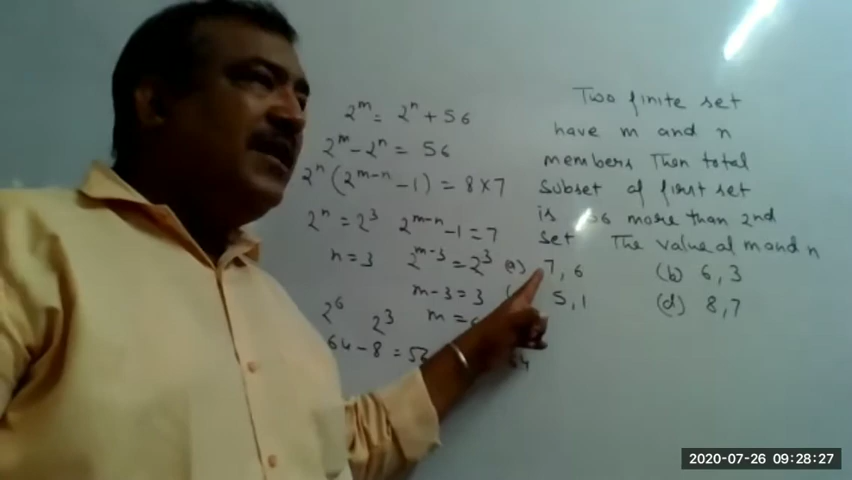 2^m = 2^n + 56
2^m - 2^n = 56
2^n (2^{m-n} - 1) = 8 × 7
2^n = 2^3 2^{m-n} - 1 = 7
n = 3 2^{m-3} = 2^3
m - 3 = 3
2^6 2^3 m =
64 - 8 =
Two finite set
have m and n
members Then total
Subset of first set
is more than 2nd
set The value of m and n
(a) 7, 6 (b) 6, 3
5, 1 (d) 8, 7
2020-07-26 09:28:27